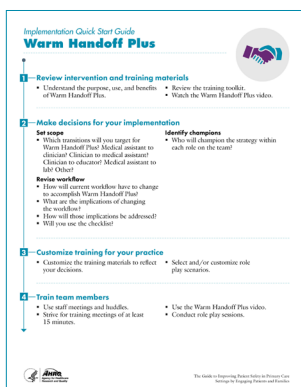 Implementation Quick Start Guide
Warm Handoff Plus
1 Review intervention and training materials
• Understand the purpose, use, and benefits
of Warm Handoff Plus.
• Review the training toolkit.
• Watch the Warm Handoff Plus video.
2 Make decisions for your implementation
Set scope
• Which transitions will you target for
Warm Handoff Plus? Medical assistant to
clinician? Clinician to medical assistant?
Clinician to educator? Medical assistant to
lab? Other?
Revise workflow
• How will current workflow have to change
to accomplish Warm Handoff Plus?
• What are the implications of changing
the workflow?
• How will those implications be addressed?
• Will you use the checklist?
Identify champions
• Who will champion the strategy within
each role on the team?
3 Customize training for your practice
• Customize the training materials to reflect
your decisions.
• Select and/or customize role
play scenarios.
4 Train team members
• Use staff meetings and huddles.
• Strive for training meetings of at least
15 minutes.
• Use the Warm Handoff Plus video.
• Conduct role play sessions.
AHRQ
Agency for Healthcare
Research and Quality
The Guide to Improving Patient Safety in Primary Care
Settings by Engaging Patients and Families